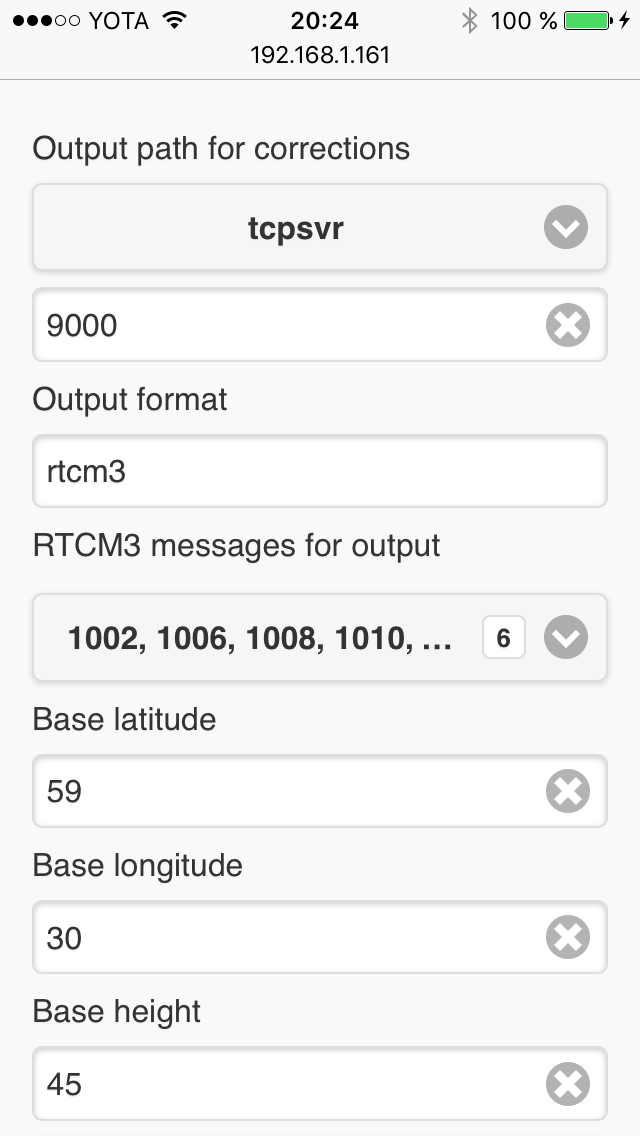 YOTA 20:24 100 %
192.168.1.161
Output path for corrections
tcpsvr
9000
Output format
rtcm3
RTCM3 messages for output
1002, 1006, 1008, 1010, ... 6
Base latitude
59
Base longitude
30
Base height
45